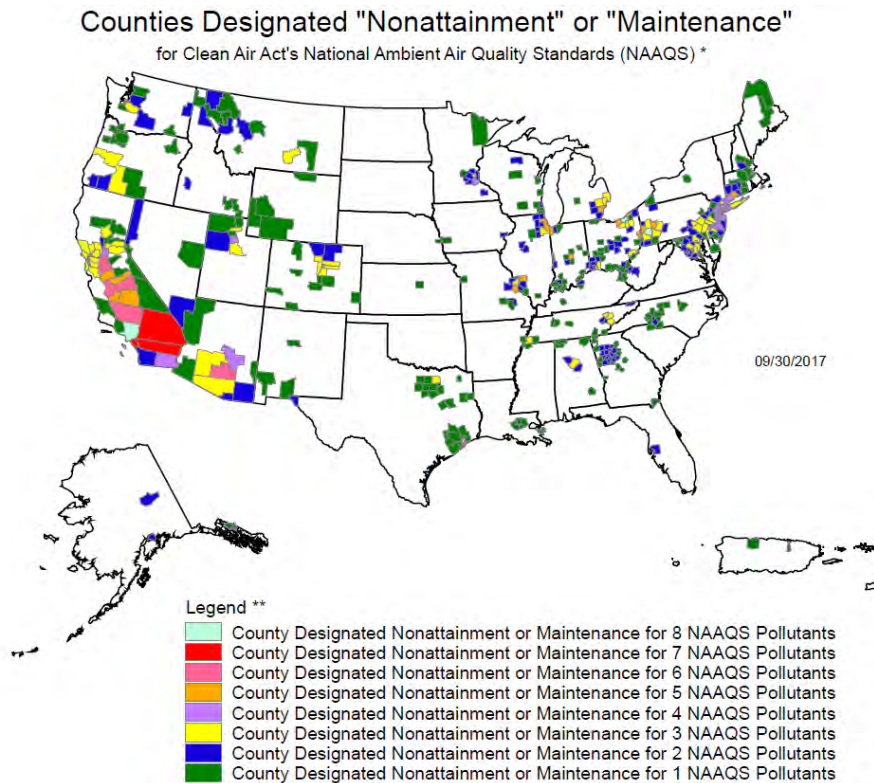 Counties Designated "Nonattainment" or "Maintenance"
for Clean Air Act's National Ambient Air Quality Standards (NAAQS) *
09/30/2017
Legend **
County Designated Nonattainment or Maintenance for 8 NAAQS Pollutants
County Designated Nonattainment or Maintenance for 7 NAAQS Pollutants
County Designated Nonattainment or Maintenance for 6 NAAQS Pollutants
County Designated Nonattainment or Maintenance for 5 NAAQS Pollutants
County Designated Nonattainment or Maintenance for 4 NAAQS Pollutants
County Designated Nonattainment or Maintenance for 3 NAAQS Pollutants
County Designated Nonattainment or Maintenance for 2 NAAQS Pollutants
County Designated Nonattainment or Maintenance for 1 NAAQS Pollutants